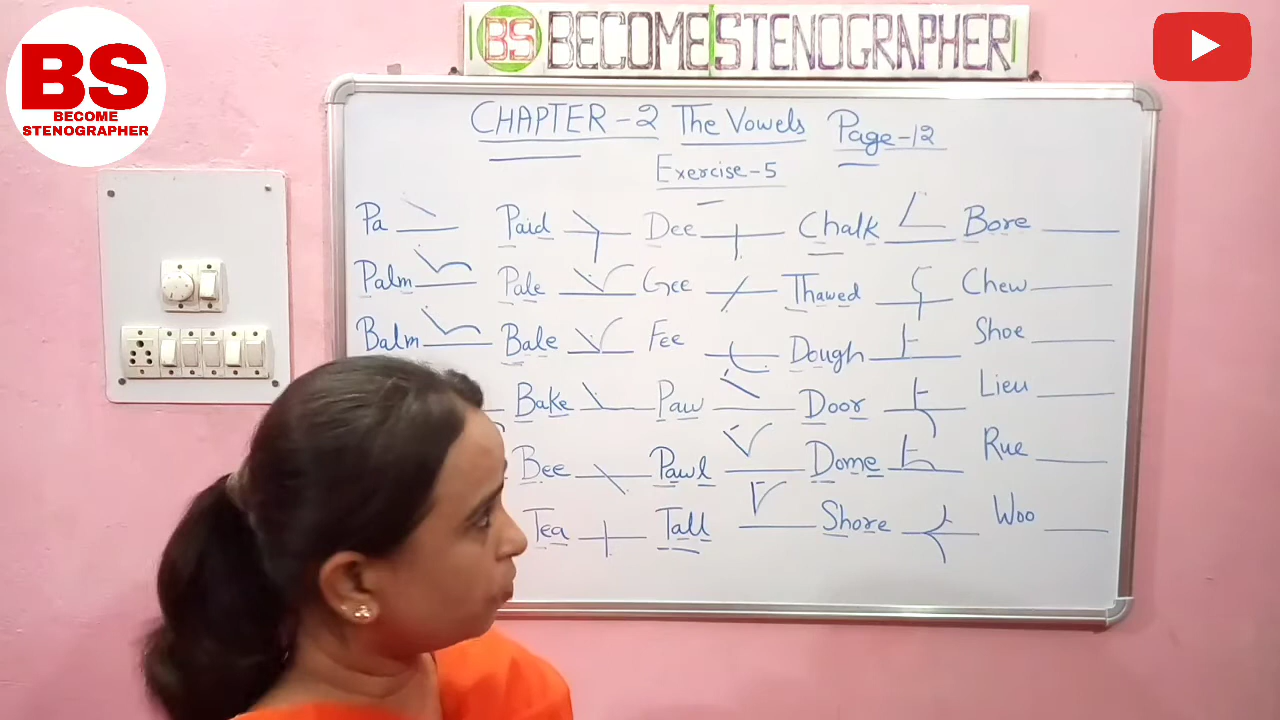 BS
BECOME
STENOGRAPHER
BS BECOME STENOGRAPHER
CHAPTER-2 The Vowels Page-12
Exercise-5
Pa Paid Dee Chalk Bore
Palm Pale Gee Thawed Chew
Balm Bale Fee Dough Shoe
Bake Paw Door Lieu
Bee Pawl Dome Rue
Tea Tall Shore Woo